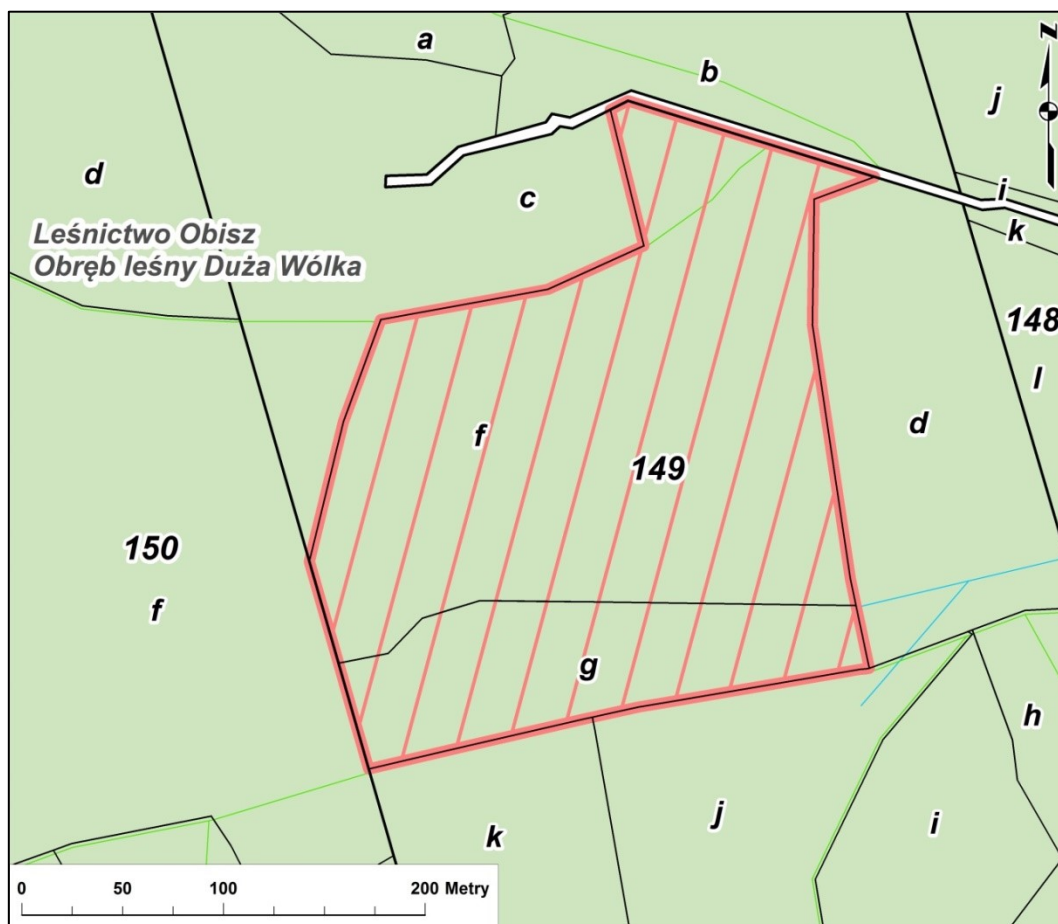 a
b
j
d
c
i
k
Leśnictwo Obisz
Obręb leśny Duża Wólka
148
l
d
f
149
150
f
g
h
j
i
k
0 50 100 200 Metry